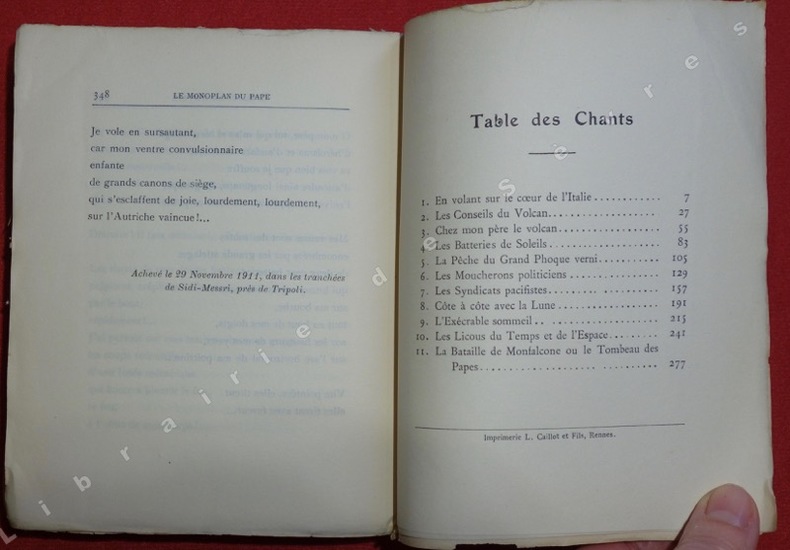 348 LE MONOPLAN DU PAPE
Je vole en sursautant,
car mon ventre convulsionnaire
enfante
de grands canons de siège,
qui s'esclaffent de joie, lourdement, lourdement,
sur l'Autriche vaincue !...
Achevé le 29 Novembre 1911, dans les tranchées
de Sidi-Messri, près de Tripoli.
Table des Chants
1. En volant sur le cœur de l'Italie ............ 7
2. Les Conseils du Volcan.................. 27
3. Chez mon père le volcan................ 55
4. Les Batteries de Soleils................. 83
5. La Pêche du Grand Phoque verni........... 105
6. Les Moucherons politiciens .............. 129
7. Les Syndicats pacifistes................. 157
8. Côte à côte avec la Lune ................ 191
9. L'Exécrable sommeil.. ................. 215
10. Les Licous du Temps et de l'Espace......... 241
11. La Bataille de Monfalcone ou le Tombeau des
Papes........................... 277
Imprimerie L. Caillot et Fils, Rennes.
Librairie de sesres